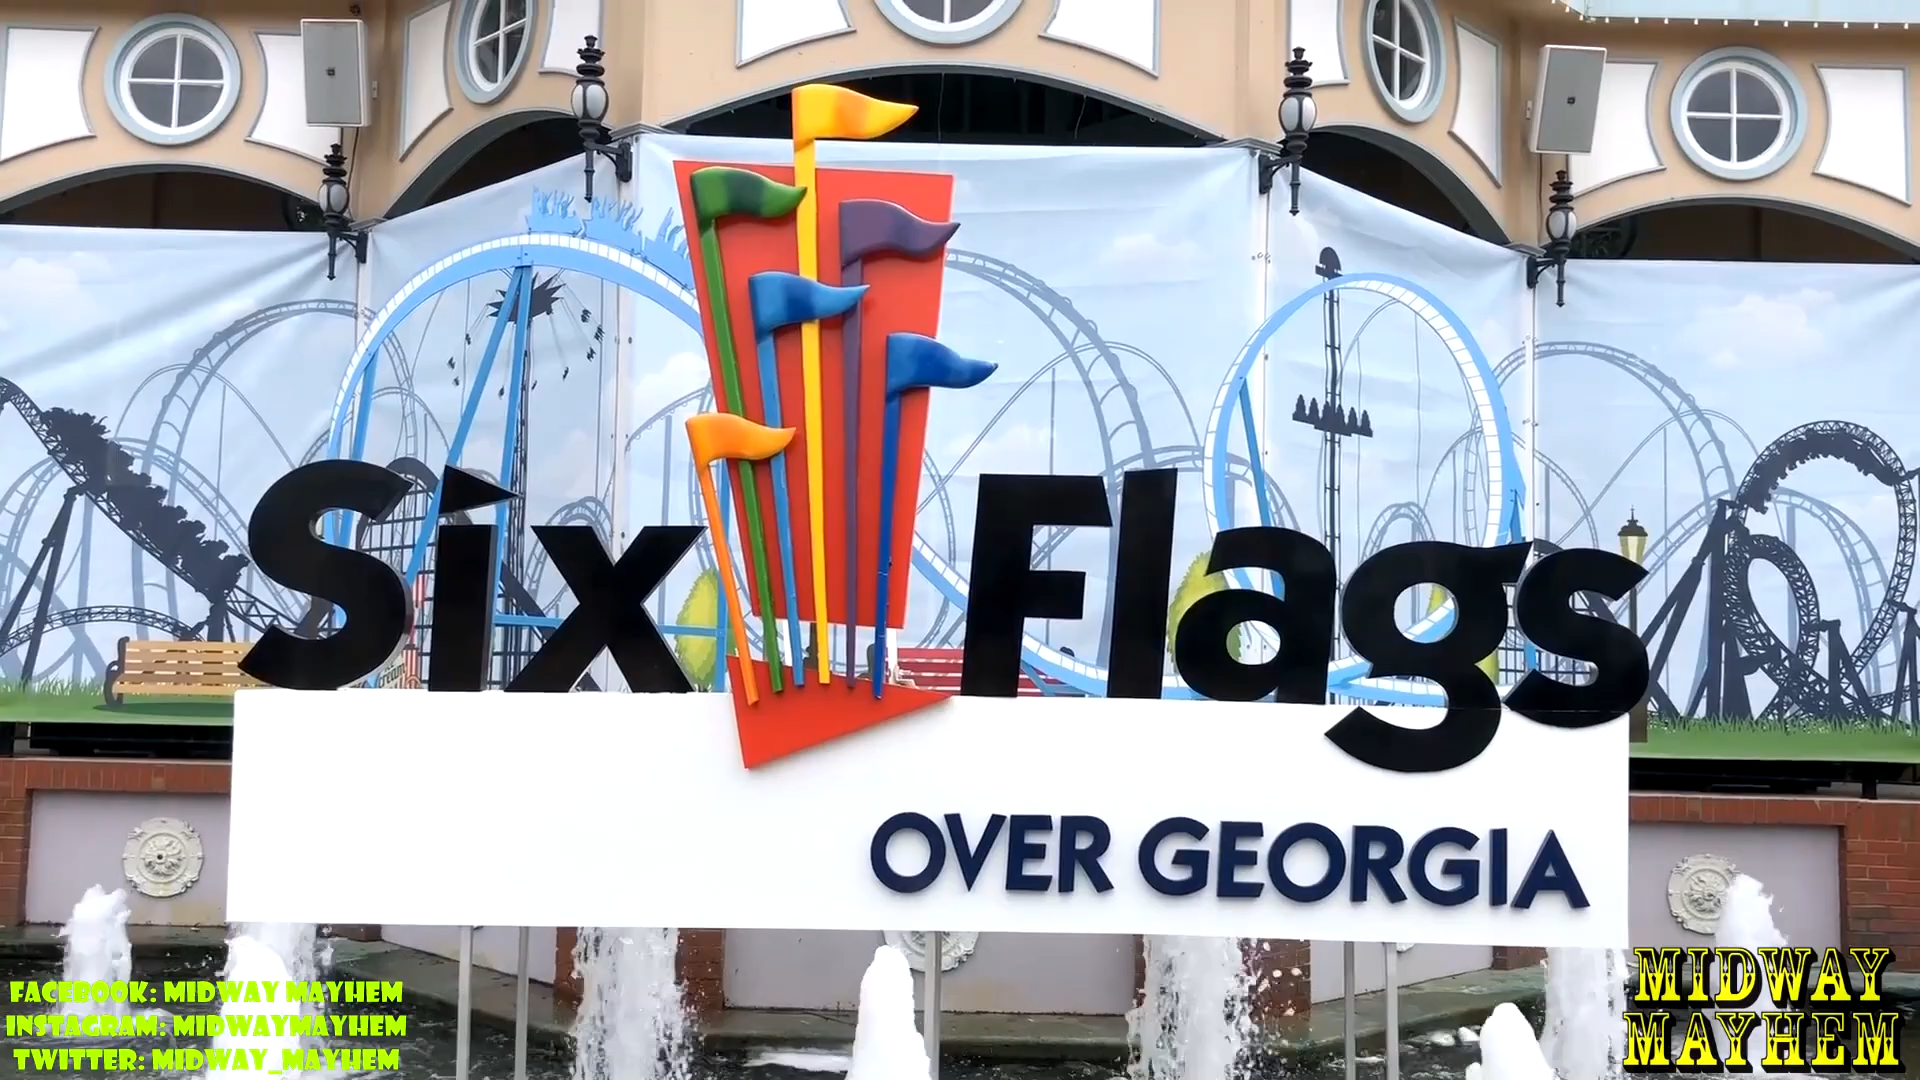 Six Flags
OVER GEORGIA
FACEBOOK: MIDWAY MAYHEM
INSTAGRAM: MIDWAYMAYHEM
TWITTER: MIDWAY_MAYHEM
MIDWAY
MAYHEM